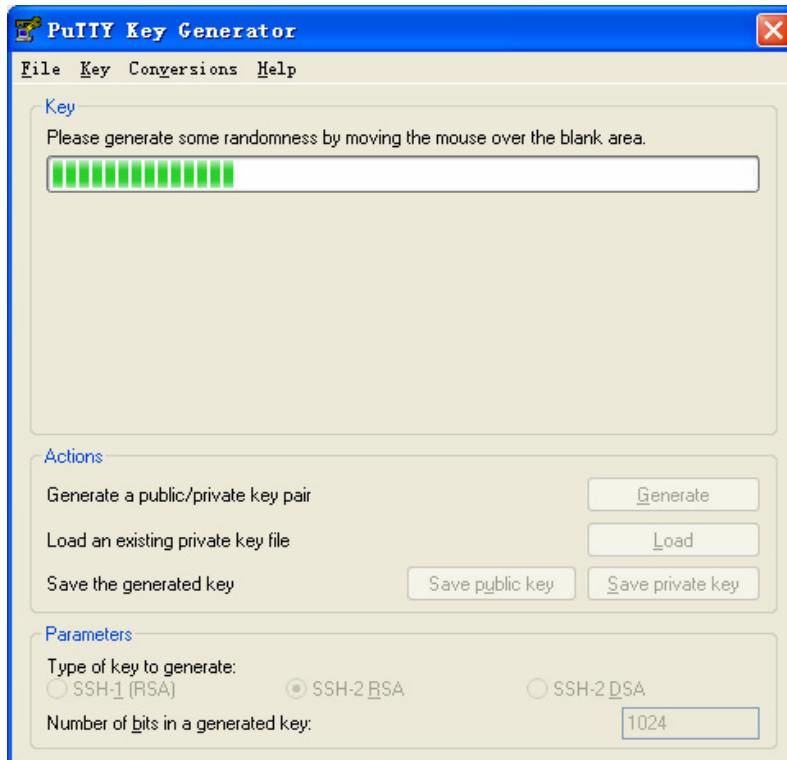 PuTTY Key Generator
File Key Conversions Help
Key
Please generate some randomness by moving the mouse over the blank area.
Actions
Generate a public/private key pair Generate
Load an existing private key file Load
Save the generated key Save public key Save private key
Parameters
Type of key to generate:
SSH-1 (RSA) SSH-2 RSA SSH-2 DSA
Number of bits in a generated key: 1024